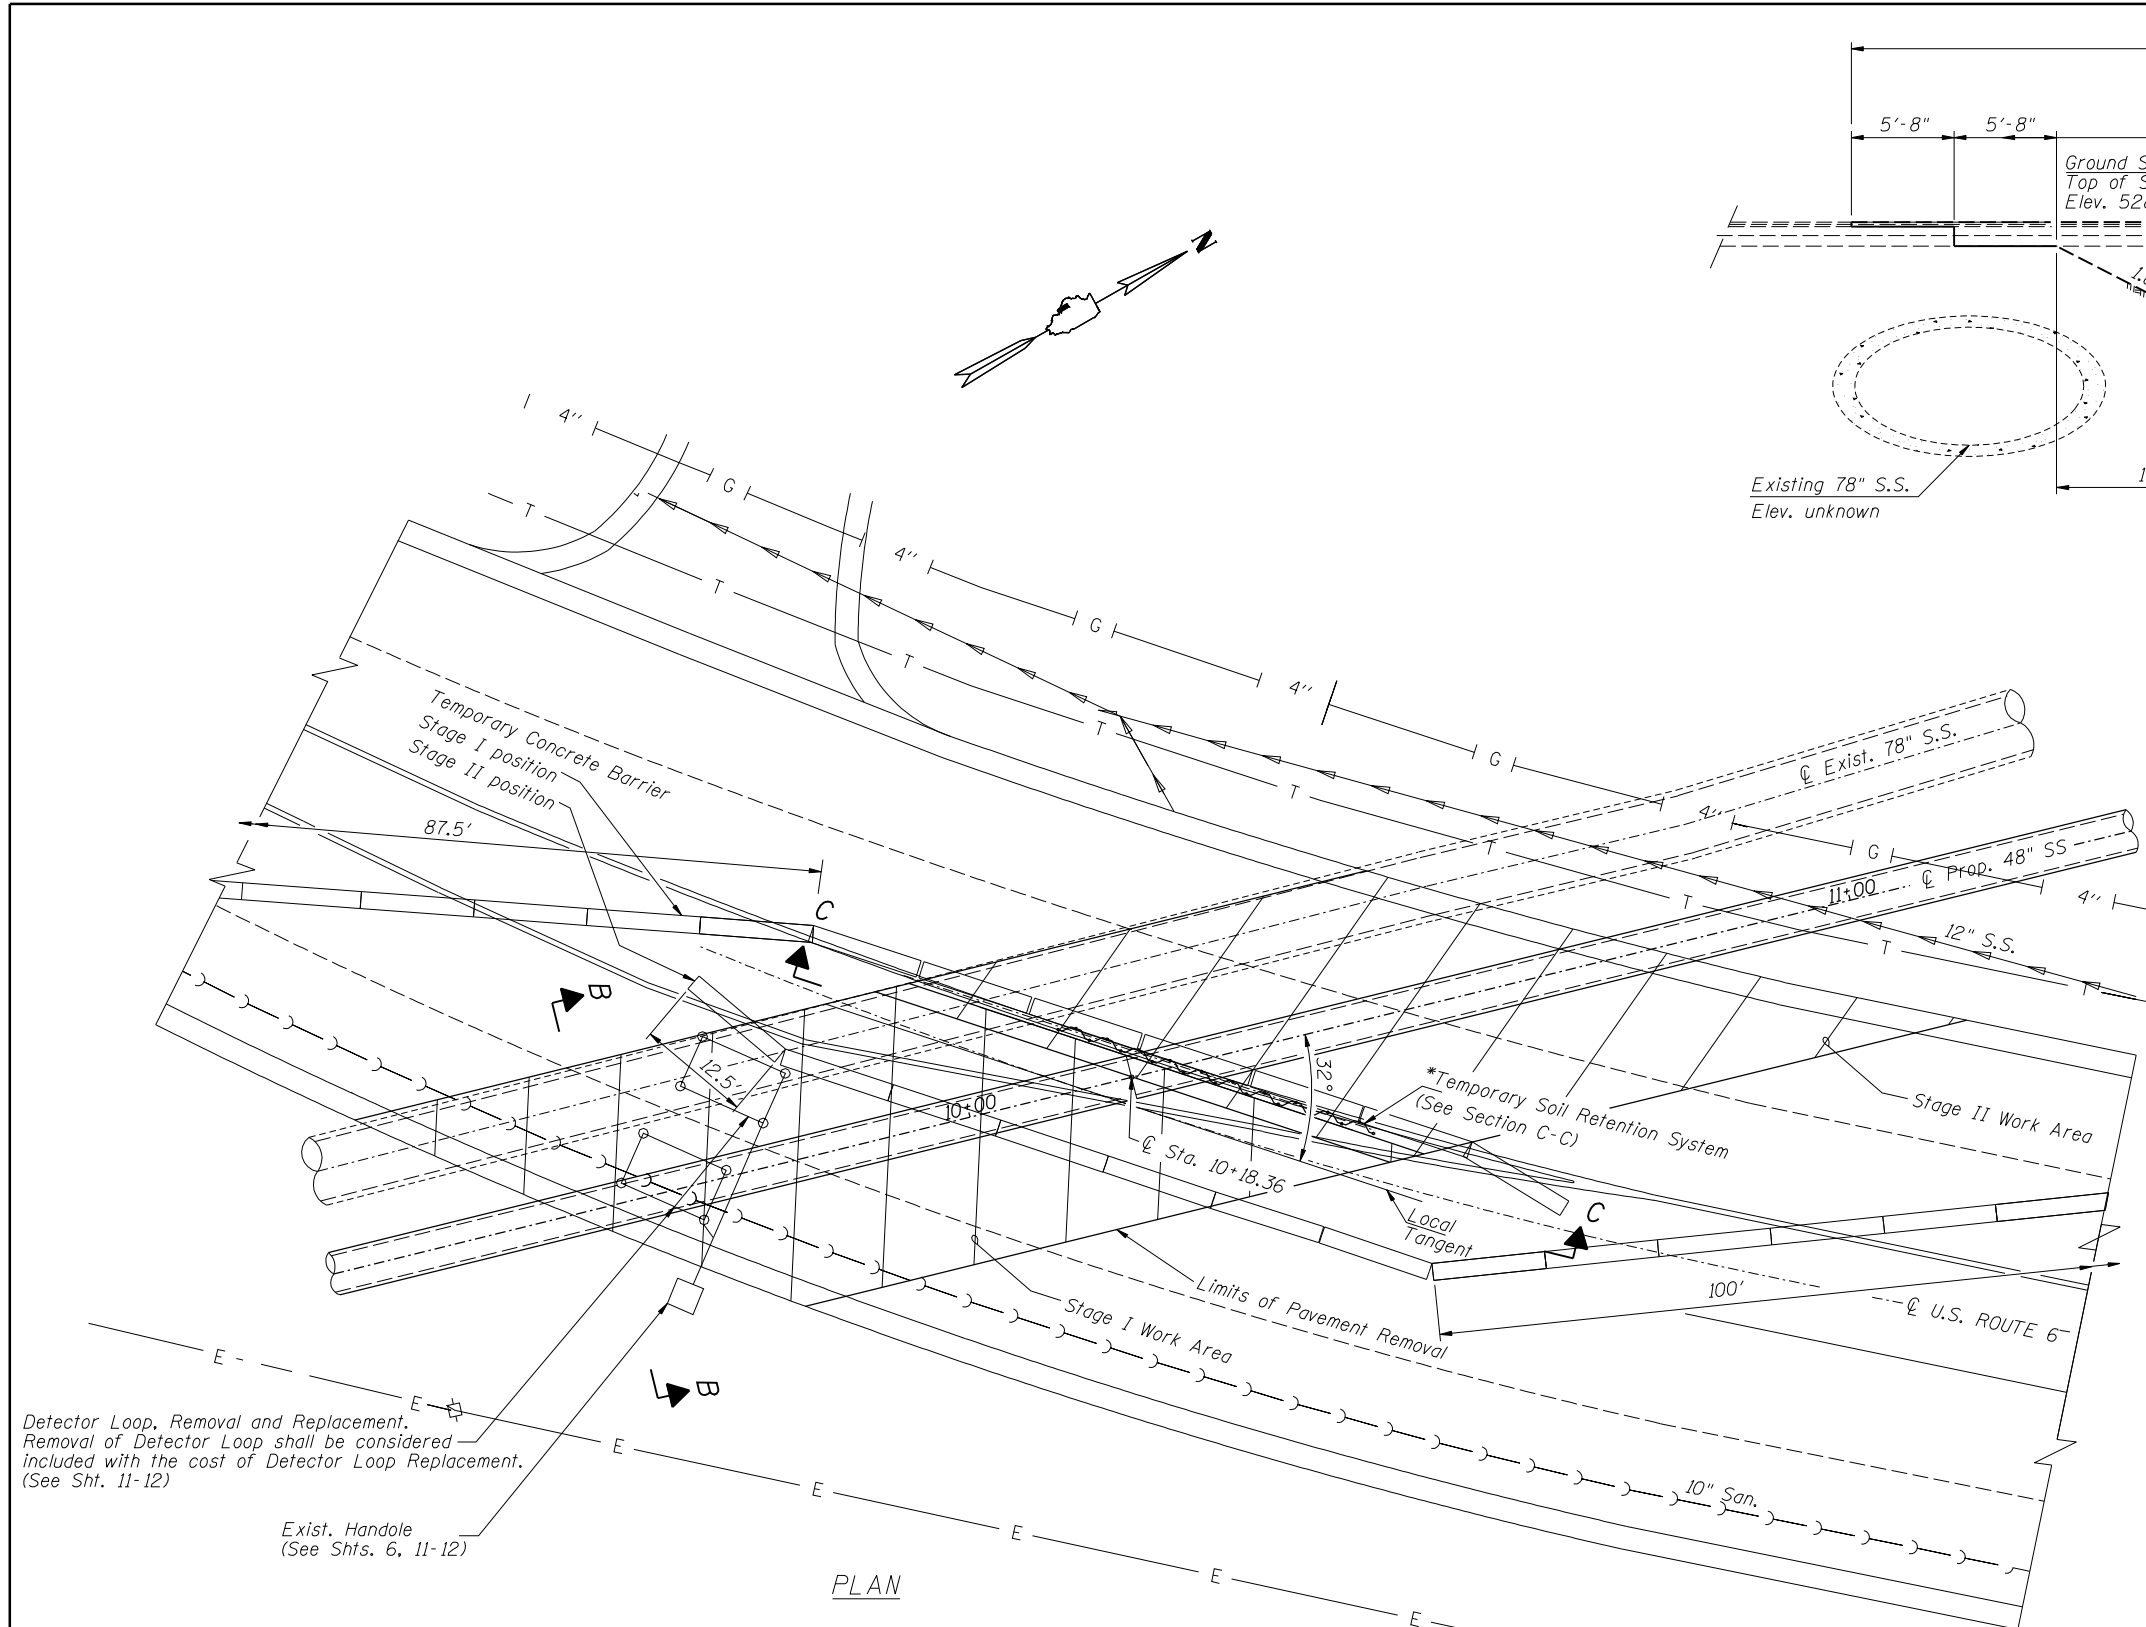 5'-8"
5'-8"
Ground
Top of
Elev.
N
Existing 78" S.S.
Elev. unknown
4''
G
T
4''
T
G
T
4''
T
G
T
Temporary Concrete Barrier
Stage I position
Stage II position
87.5'
℄ Exist. 78" S.S.
4''
T
G
℄ Prop. 48" SS
11+00
T
4''
12" S.S.
T
T
C
B
12.5'
10+00
32°
*Temporary Soil Retention System
(See Section C-C)
Stage II Work Area
℄ Sta. 10+18.36
Local
Tangent
C
Limits of Pavement Removal
Stage I Work Area
100'
℄ U.S. ROUTE 6
B
E
E
Detector Loop, Removal and Replacement.
Removal of Detector Loop shall be considered
included with the cost of Detector Loop Replacement.
(See Sht. 11-12)
E
E
10" San.
Exist. Handole
(See Shts. 6, 11-12)
E
E
E
PLAN